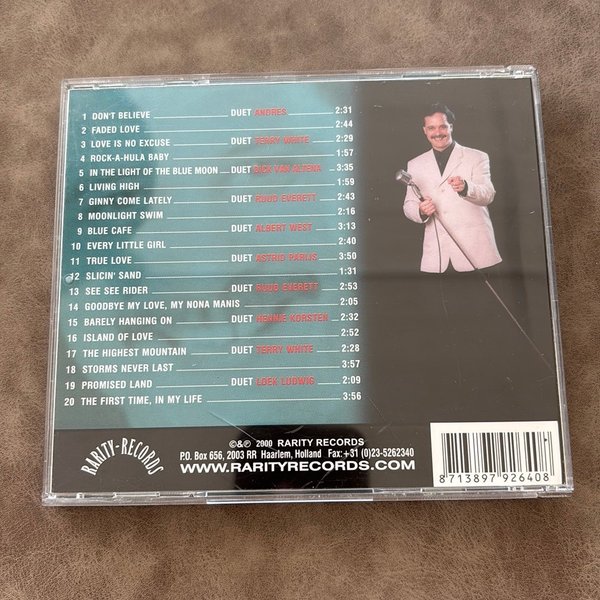 1 DON'T BELIEVE DUET ANDRES 2:31
2 FADED LOVE 2:44
3 LOVE IS NO EXCUSE DUET TERRY WHITE 2:29
4 ROCK-A-HULA BABY 1:57
5 IN THE LIGHT OF THE BLUE MOON DUET DICK VAN ALTENA 3:35
6 LIVING HIGH 1:59
7 GINNY COME LATELY DUET RUUD EVERETT 2:43
8 MOONLIGHT SWIM 2:16
9 BLUE CAFE DUET ALBERT WEST 3:13
10 EVERY LITTLE GIRL 2:40
11 TRUE LOVE DUET ASTRID PARIJS 3:50
12 SLICIN' SAND 1:31
13 SEE SEE RIDER DUET RUUD EVERETT 2:53
14 GOODBYE MY LOVE, MY NONA MANIS 2:05
15 BARELY HANGING ON DUET HENNIE KORSTEN 2:32
16 ISLAND OF LOVE 2:52
17 THE HIGHEST MOUNTAIN DUET TERRY WHITE 2:28
18 STORMS NEVER LAST 3:57
19 PROMISED LAND DUET LOEK LUDWIG 2:09
20 THE FIRST TIME, IN MY LIFE 3:56
RARITY-RECORDS
©&℗ 2000 RARITY RECORDS
P.O. Box 656, 2003 RR Haarlem, Holland Fax:+31 (0)23-5262340
WWW.RARITYRECORDS.COM
8 713897 926408